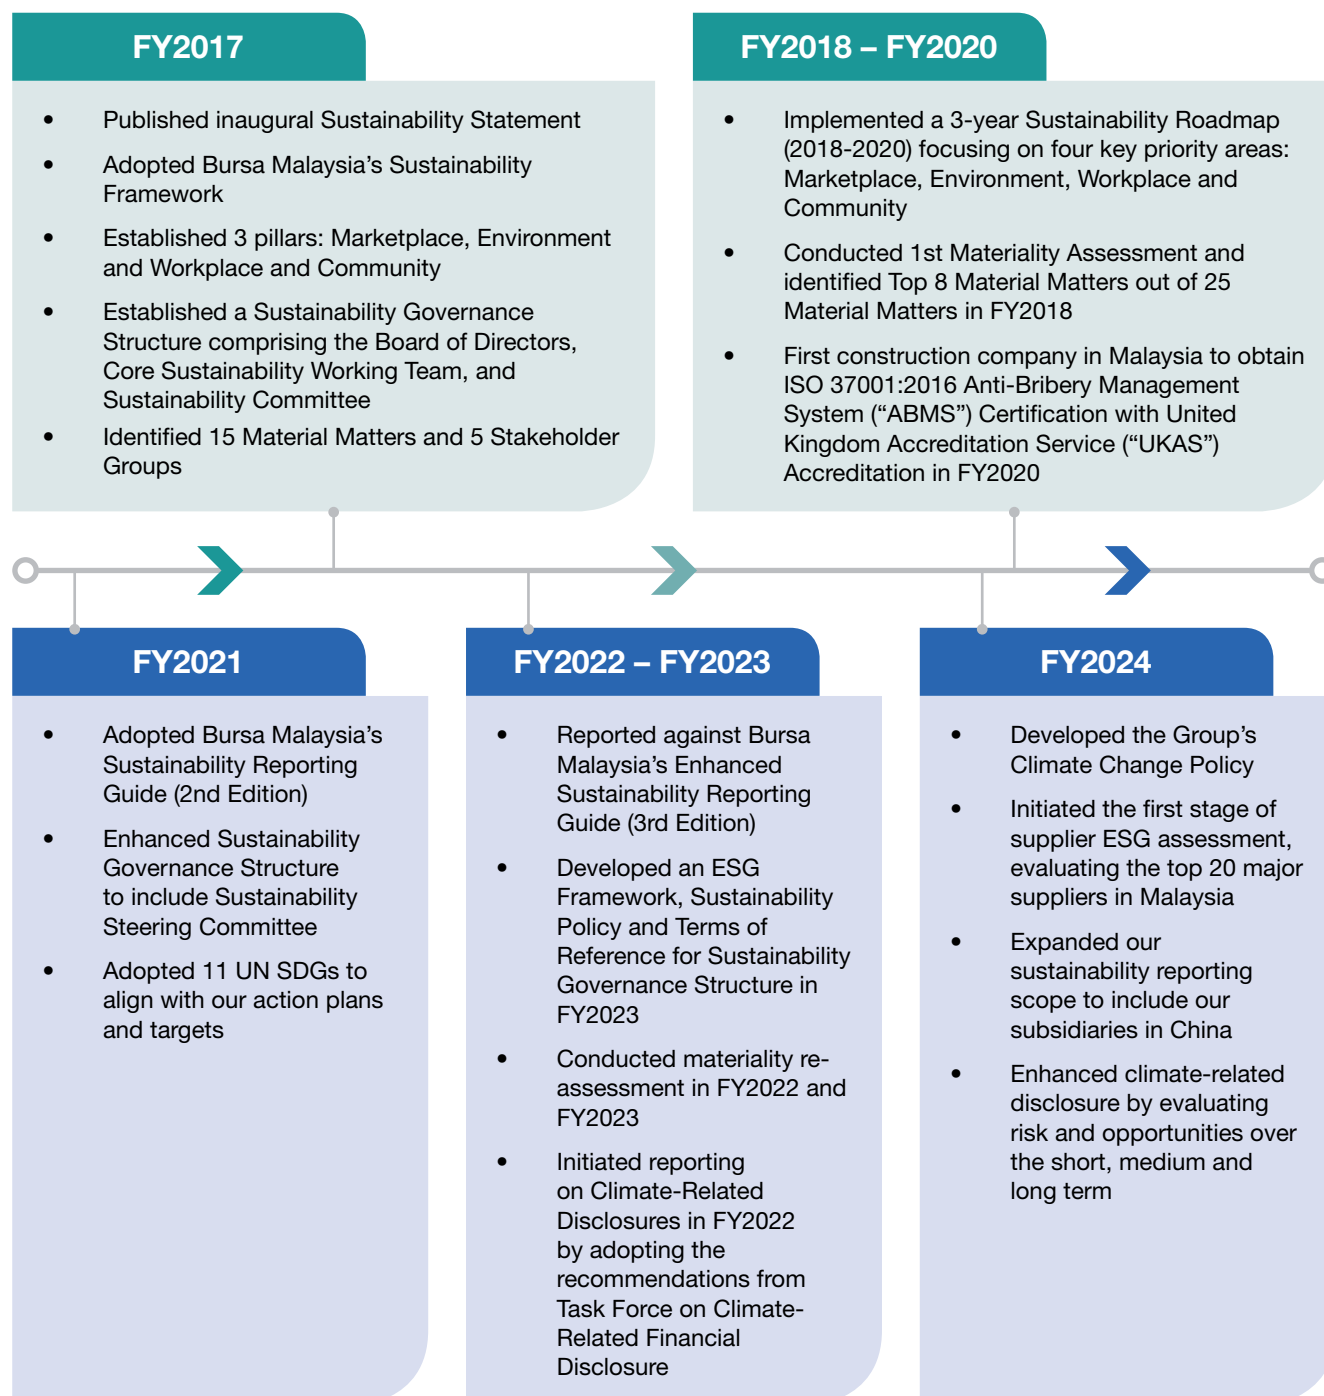 FY2017
• Published inaugural Sustainability Statement
• Adopted Bursa Malaysia’s Sustainability
Framework
• Established 3 pillars: Marketplace, Environment
and Workplace and Community
• Established a Sustainability Governance
Structure comprising the Board of Directors,
Core Sustainability Working Team, and
Sustainability Committee
• Identified 15 Material Matters and 5 Stakeholder
Groups
FY2018 – FY2020
• Implemented a 3-year Sustainability Roadmap
(2018-2020) focusing on four key priority areas:
Marketplace, Environment, Workplace and
Community
• Conducted 1st Materiality Assessment and
identified Top 8 Material Matters out of 25
Material Matters in FY2018
• First construction company in Malaysia to obtain
ISO 37001:2016 Anti-Bribery Management
System (“ABMS”) Certification with United
Kingdom Accreditation Service (“UKAS”)
Accreditation in FY2020
FY2021
• Adopted Bursa Malaysia’s
Sustainability Reporting
Guide (2nd Edition)
• Enhanced Sustainability
Governance Structure
to include Sustainability
Steering Committee
• Adopted 11 UN SDGs to
align with our action plans
and targets
FY2022 – FY2023
• Reported against Bursa
Malaysia’s Enhanced
Sustainability Reporting
Guide (3rd Edition)
• Developed an ESG
Framework, Sustainability
Policy and Terms of
Reference for Sustainability
Governance Structure in
FY2023
• Conducted materiality re-
assessment in FY2022 and
FY2023
• Initiated reporting
on Climate-Related
Disclosures in FY2022
by adopting the
recommendations from
Task Force on Climate-
Related Financial
Disclosure
FY2024
• Developed the Group’s
Climate Change Policy
• Initiated the first stage of
supplier ESG assessment,
evaluating the top 20 major
suppliers in Malaysia
• Expanded our
sustainability reporting
scope to include our
subsidiaries in China
• Enhanced climate-related
disclosure by evaluating
risk and opportunities over
the short, medium and
long term